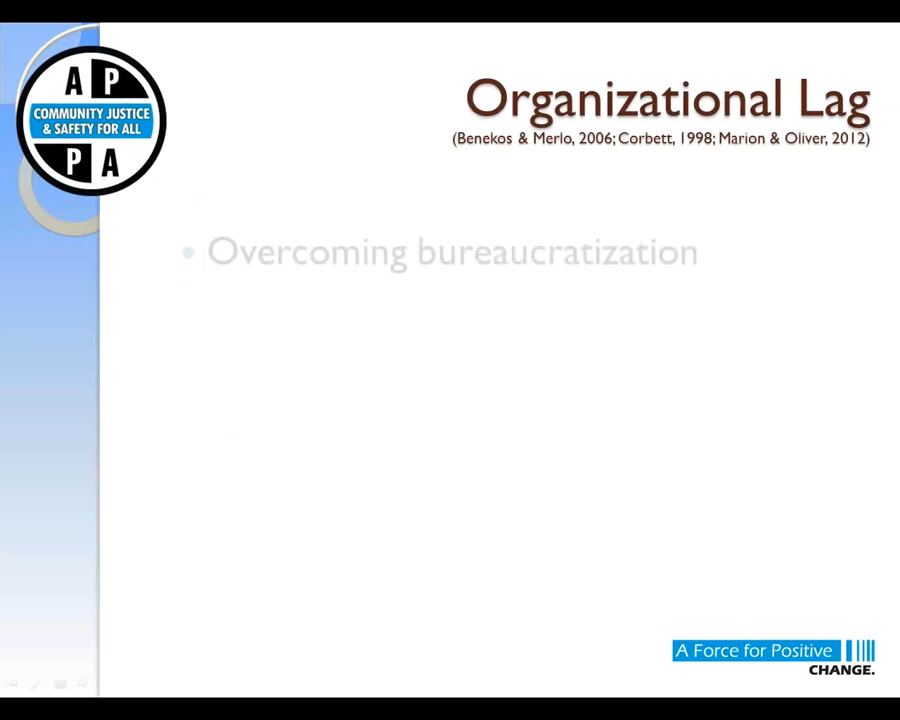 A P
COMMUNITY JUSTICE
& SAFETY FOR ALL
P A
Organizational Lag
(Benekos & Merlo, 2006; Corbett, 1998; Marion & Oliver, 2012)
• Overcoming bureaucratization
A Force for Positive
CHANGE.